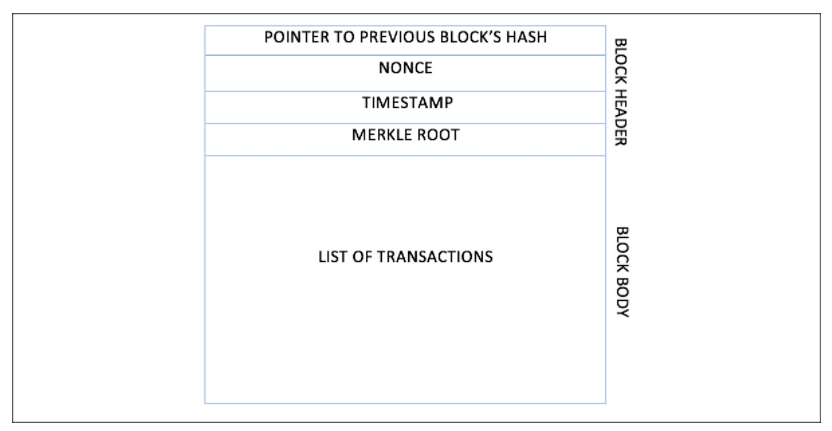 POINTER TO PREVIOUS BLOCK'S HASH
NONCE
TIMESTAMP
MERKLE ROOT
BLOCK HEADER
LIST OF TRANSACTIONS
BLOCK BODY